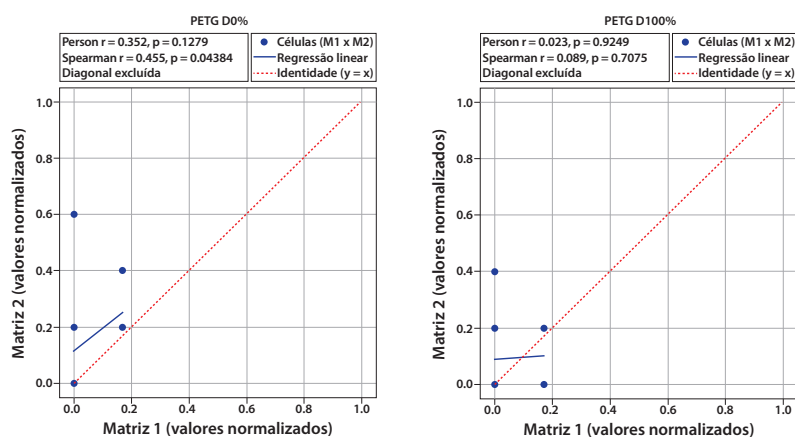 PETG D0%
Person r = 0.352, p = 0.1279
Spearman r = 0.455, p = 0.04384
Diagonal excluída
Células (M1 x M2)
Regressão linear
Identidade (y = x)
1.0
0.8
0.6
0.4
0.2
0.0
Matriz 2 (valores normalizados)
0.0 0.2 0.4 0.6 0.8 1.0
Matriz 1 (valores normalizados)
PETG D100%
Person r = 0.023, p = 0.9249
Spearman r = 0.089, p = 0.7075
Diagonal excluída
Células (M1 x M2)
Regressão linear
Identidade (y = x)
1.0
0.8
0.6
0.4
0.2
0.0
Matriz 2 (valores normalizados)
0.0 0.2 0.4 0.6 0.8 1.0
Matriz 1 (valores normalizados)